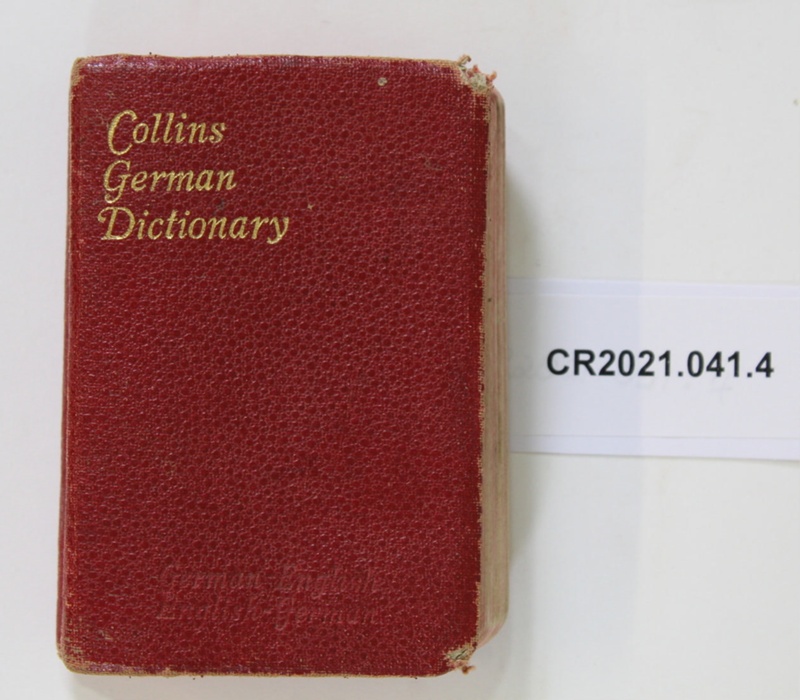 Collins
German
Dictionary
German-English
English-German
CR2021.041.4